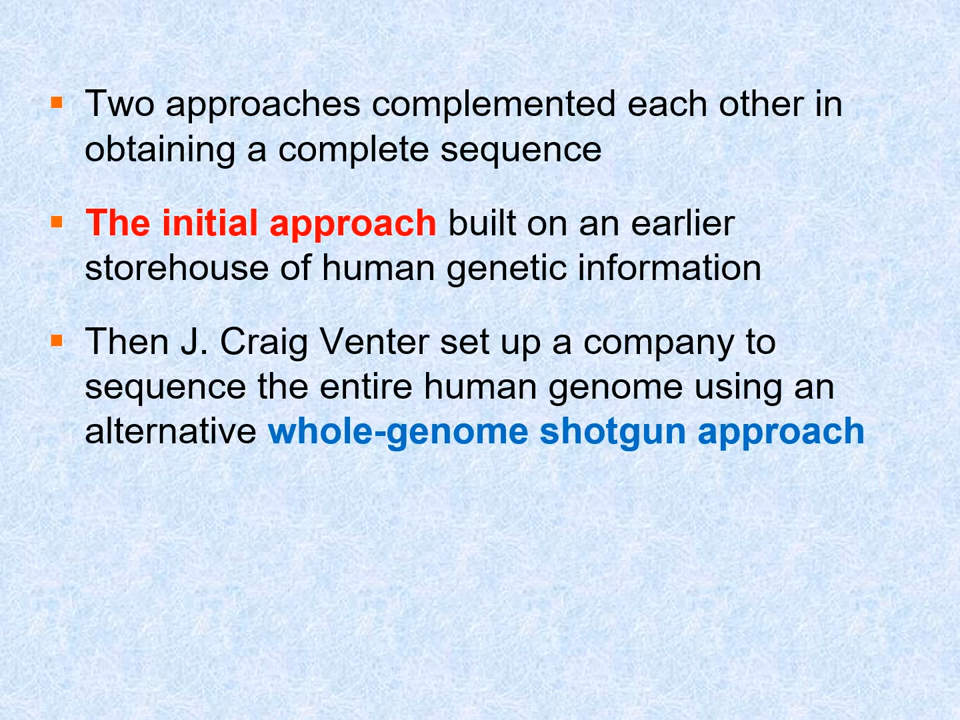 ▪ Two approaches complemented each other in
obtaining a complete sequence
▪ The initial approach built on an earlier
storehouse of human genetic information
▪ Then J. Craig Venter set up a company to
sequence the entire human genome using an
alternative whole-genome shotgun approach